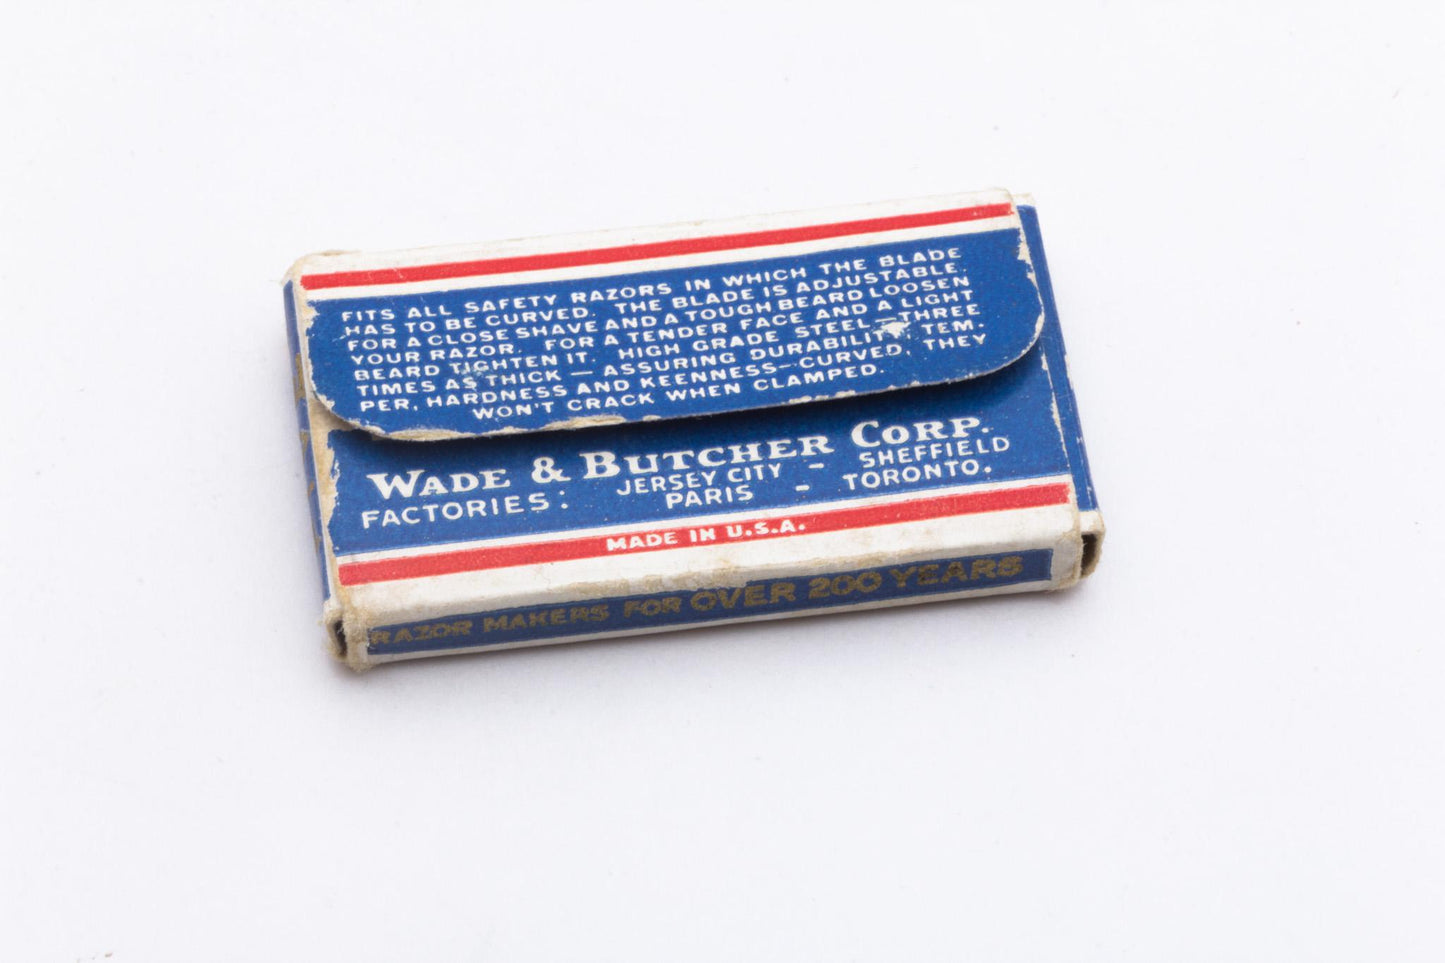 FITS ALL SAFETY RAZORS IN WHICH THE BLADE
HAS TO BE CURVED. THE BLADE IS ADJUSTABLE.
FOR A CLOSE SHAVE AND A TOUGH BEARD LOOSEN
YOUR RAZOR. FOR A TENDER FACE AND A LIGHT
BEARD TIGHTEN IT. HIGH GRADE STEEL—THREE
TIMES AS THICK — ASSURING DURABILITY, TEM-
PER, HARDNESS AND KEENNESS—CURVED, THEY
WON'T CRACK WHEN CLAMPED.
WADE & BUTCHER CORP.
FACTORIES: JERSEY CITY - SHEFFIELD
PARIS - TORONTO.
MADE IN U.S.A.
RAZOR MAKERS FOR OVER 200 YEARS